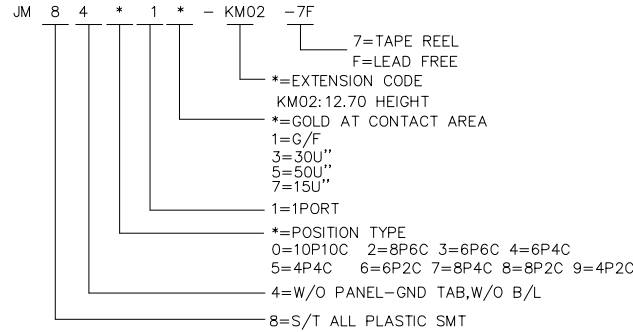 JM 8 4 * 1 * - KM02 -7F
7=TAPE REEL
F=LEAD FREE
*=EXTENSION CODE
KM02:12.70 HEIGHT
*=GOLD AT CONTACT AREA
1=G/F
3=30U''
5=50U''
7=15U''
1=1PORT
*=POSITION TYPE
0=10P10C 2=8P6C 3=6P6C 4=6P4C
5=4P4C 6=6P2C 7=8P4C 8=8P2C 9=4P2C
4=W/O PANEL-GND TAB,W/O B/L
8=S/T ALL PLASTIC SMT